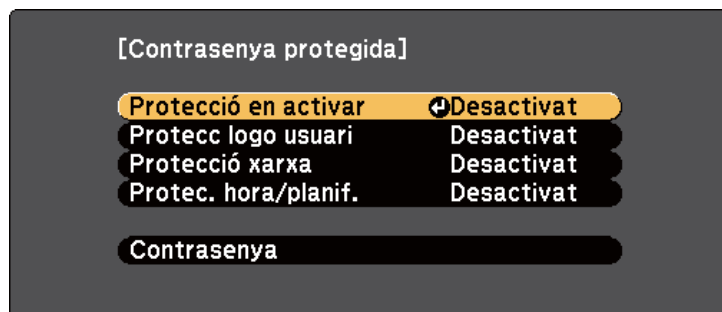 [Contrasenya protegida]
Protecció en activar Desactivat
Protecc logo usuari Desactivat
Protecció xarxa Desactivat
Protec. hora/planif. Desactivat
Contrasenya